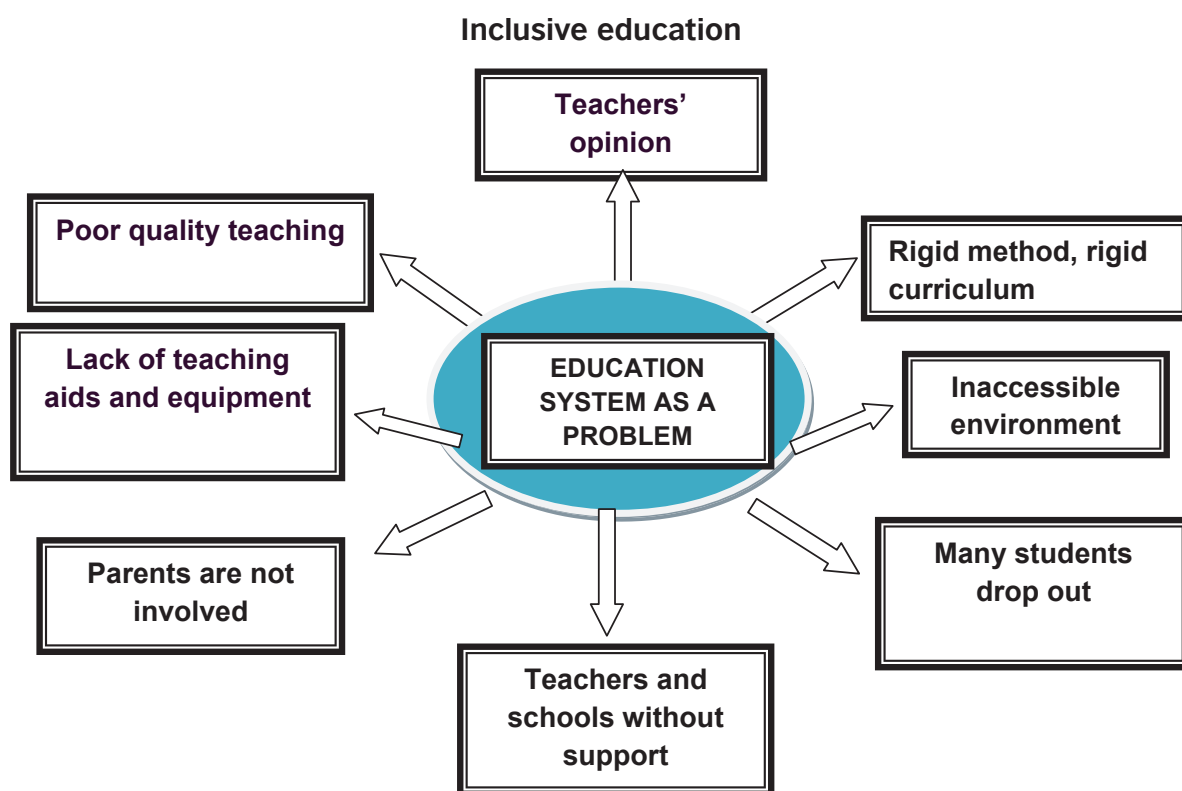 Inclusive education
Teachers’
opinion
Poor quality teaching
Rigid method, rigid
curriculum
Lack of teaching
aids and equipment
EDUCATION
SYSTEM AS A
PROBLEM
Inaccessible
environment
Parents are not
involved
Many students
drop out
Teachers and
schools without
support